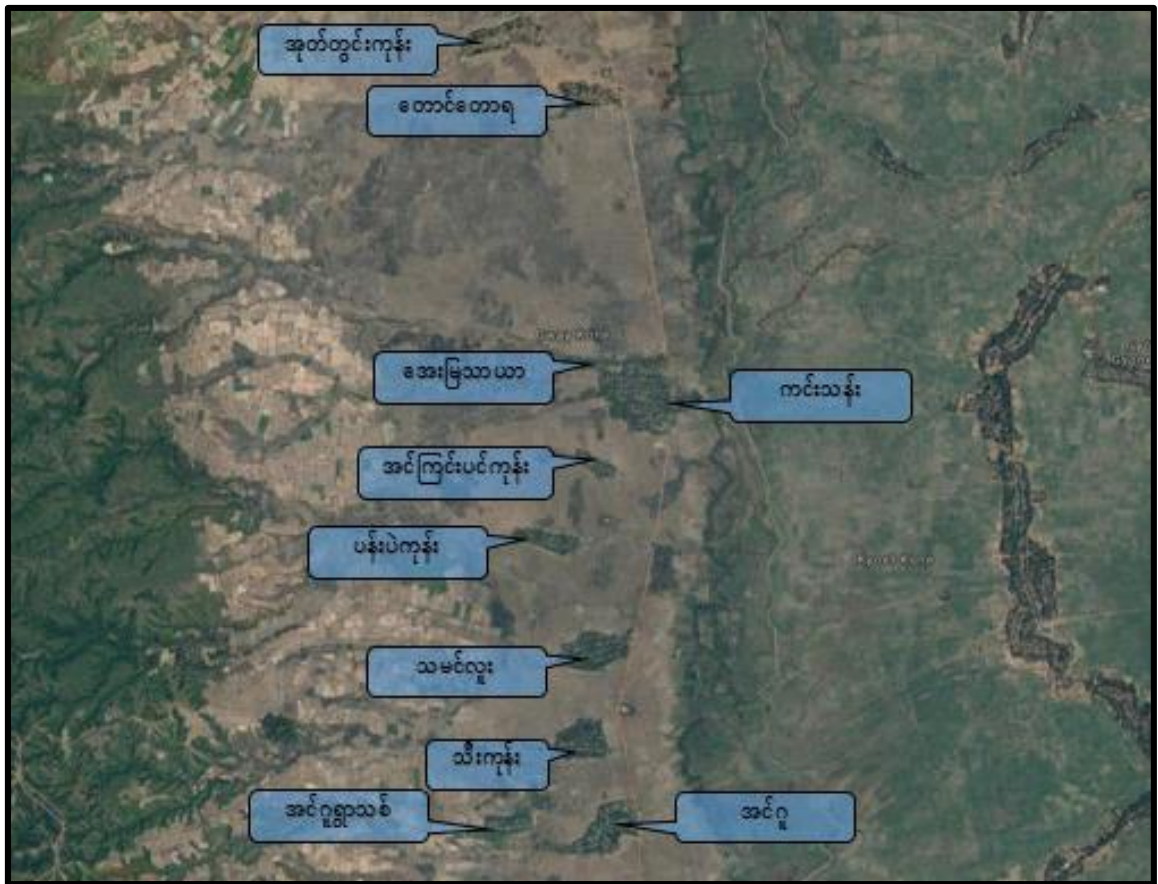 အုတ်တွင်းကုန်း
တောင်တောရ
အေးမြသာယာ
ကင်းသန်း
အင်ကြင်းပင်ကုန်း
ပန်းပဲကုန်း
သမင်လူး
သီးကုန်း
အင်ဂူရွာသစ်
အင်ဂူ